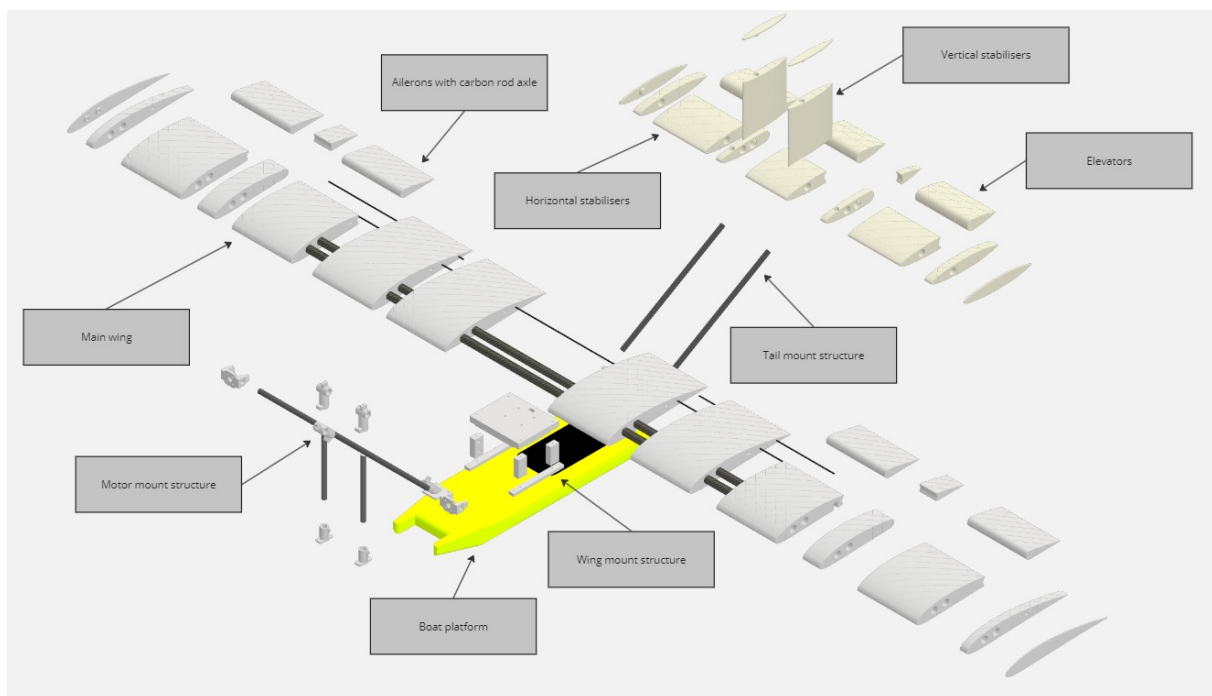 Vertical stabilisers
Ailerons with carbon rod axle
Elevators
Horizontal stabilisers
Main wing
Tail mount structure
Motor mount structure
Wing mount structure
Boat platform